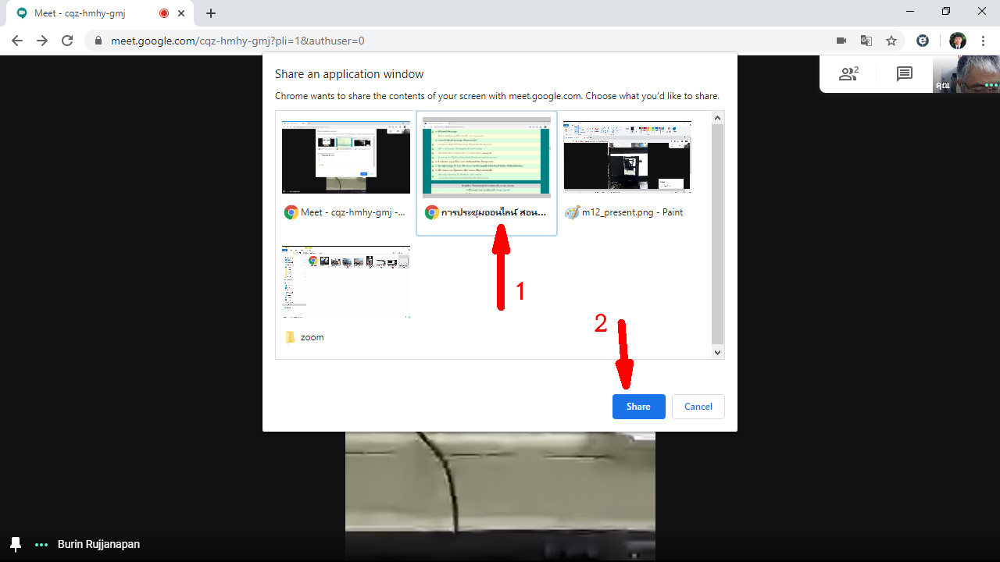 Meet - cqz-hmhy-gmj
meet.google.com/cqz-hmhy-gmj?pli=1&authuser=0
Share an application window
Chrome wants to share the contents of your screen with meet.google.com. Choose what you'd like to share.
2
คุณ
Meet - cqz-hmhy-gmj -...
การประชุมออนไลน์ สอน...
m12_present.png - Paint
1
2
zoom
Share
Cancel
Burin Rujjanapan